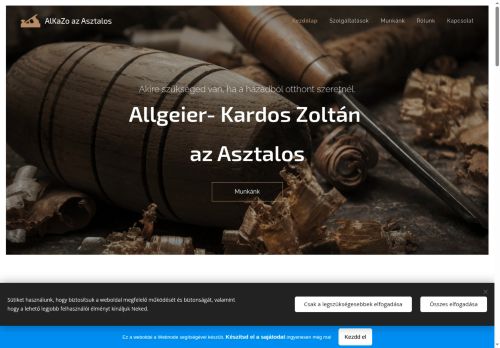 AlKaZo az Asztalos
Kezdőlap Szolgáltatások Munkánk Rólunk Kapcsolat
Akire szükséged van, ha a házadból otthont szeretnél.
Allgeier- Kardos Zoltán
az Asztalos
Munkánk
Sütiket használunk, hogy biztosítsuk a weboldal megfelelő működését és biztonságát, valamint
hogy a lehető legjobb felhasználói élményt kínáljuk Neked.
Csak a legszükségesebbek elfogadása
Összes elfogadása
Ez a weboldal a Webnode segítségével készült. Készítsd el a sajátodat ingyenesen még ma!
Kezdd el